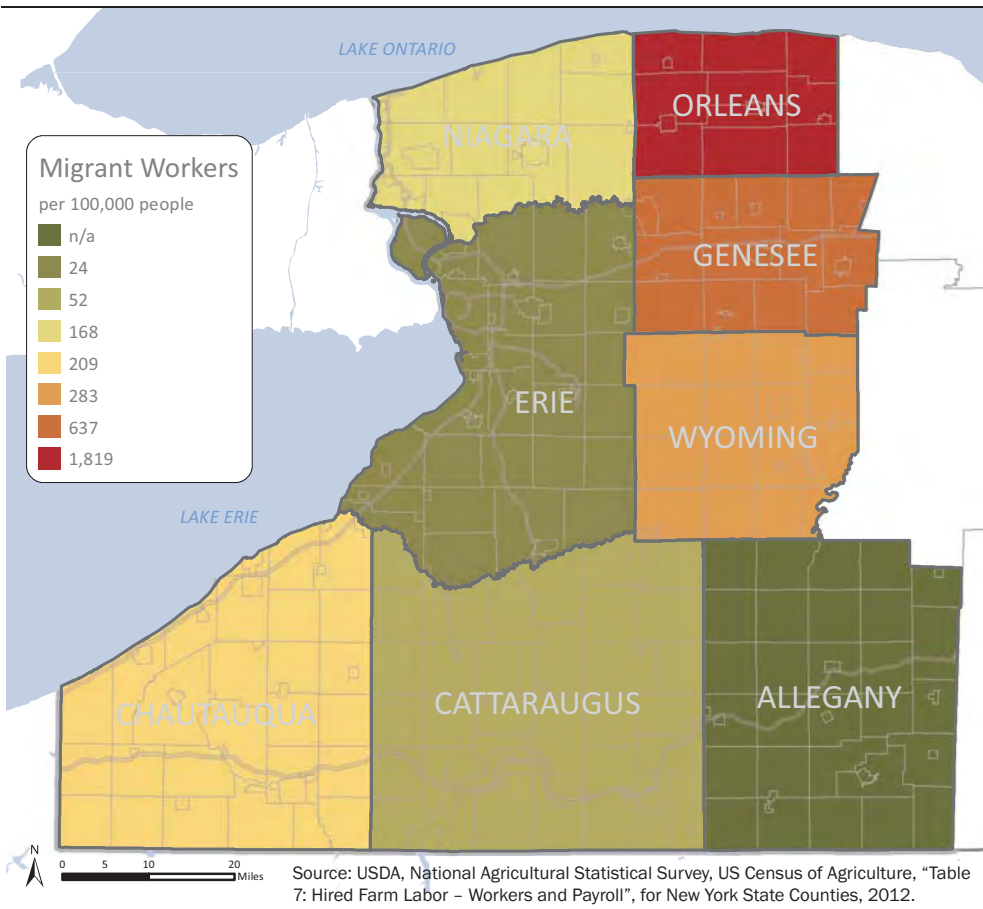 LAKE ONTARIO
ORLEANS
NIAGARA
Migrant Workers
per 100,000 people
n/a
24
52
168
209
283
637
1,819
GENESEE
ERIE
WYOMING
LAKE ERIE
CHAUTAUQUA
CATTARAUGUS
ALLEGANY
N
0 5 10 20
Miles
Source: USDA, National Agricultural Statistical Survey, US Census of Agriculture, “Table
7: Hired Farm Labor – Workers and Payroll”, for New York State Counties, 2012.